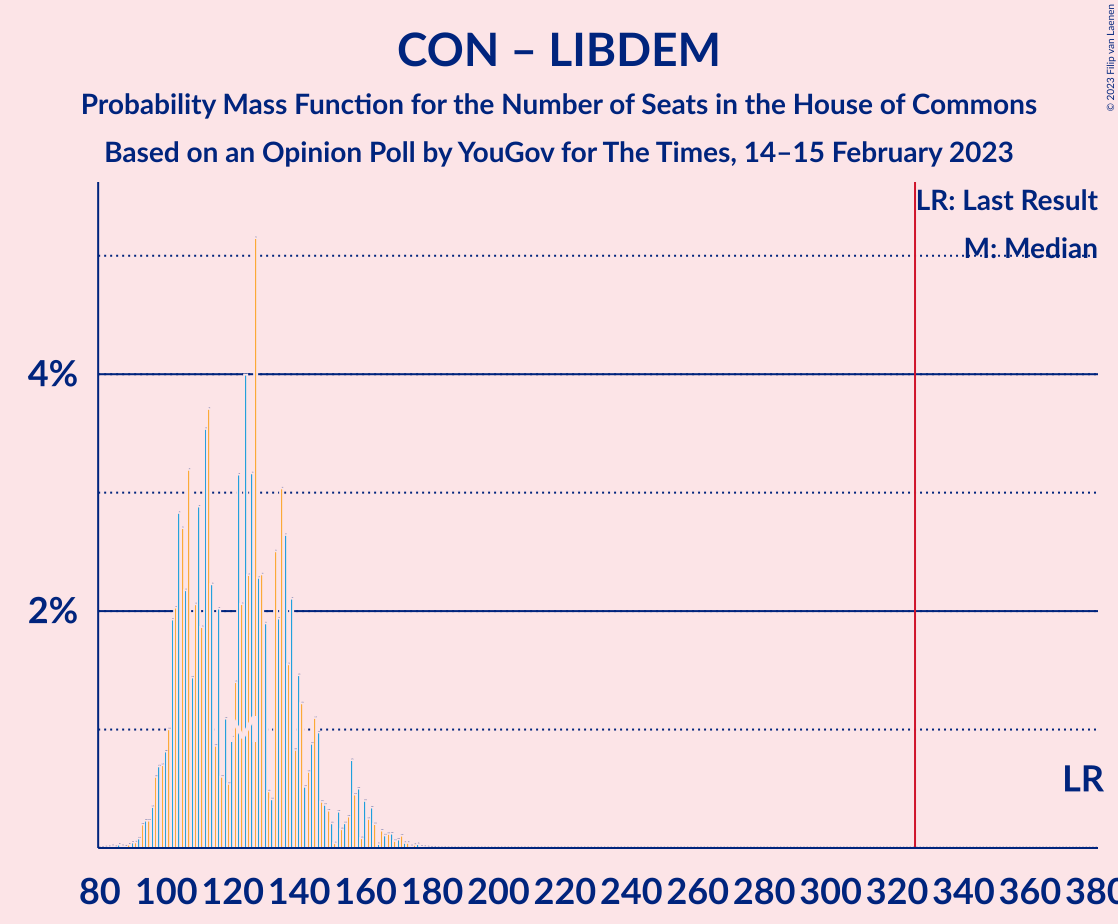 CON – LIBDEM
Probability Mass Function for the Number of Seats in the House of Commons
Based on an Opinion Poll by YouGov for The Times, 14–15 February 2023
© 2023 Filip van Laenen
LR: Last Result
M: Median
4%
2%
LR
80 100 120 140 160 180 200 220 240 260 280 300 320 340 360 380